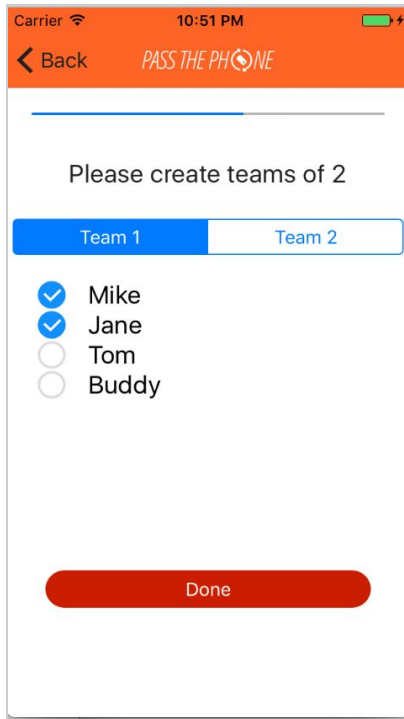 Carrier 10:51 PM
Back PASS THE PHONE
Please create teams of 2
Team 1 Team 2
Mike
Jane
Tom
Buddy
Done